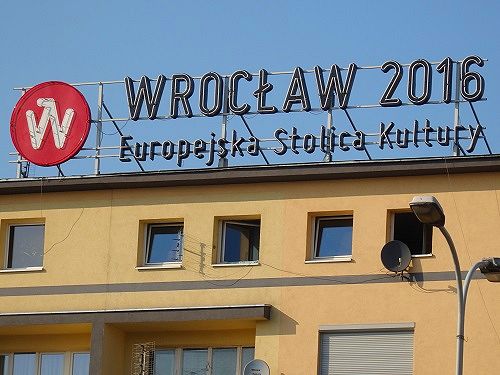 W
WROCŁAW 2016
Europejska Stolica Kultury